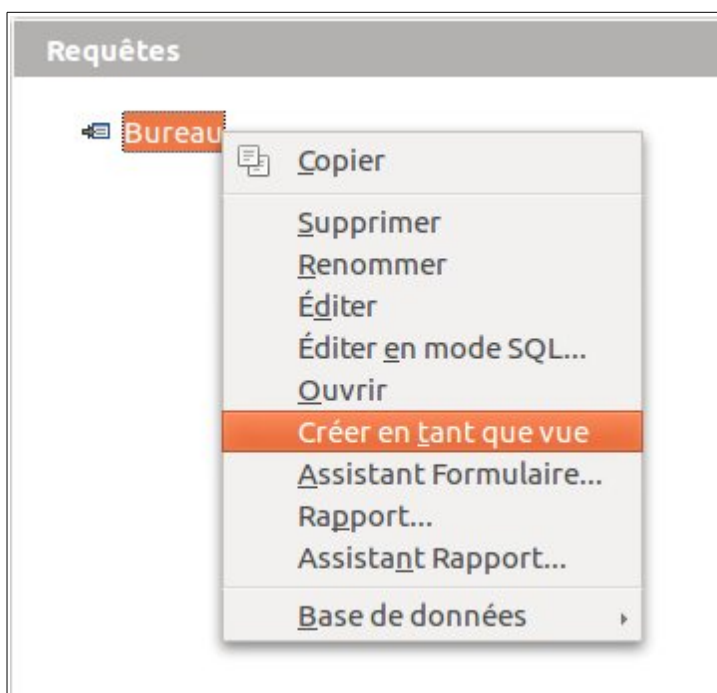 Requêtes
Bureau
Copier
Supprimer
Renommer
Éditer
Éditer en mode SQL...
Ouvrir
Créer en tant que vue
Assistant Formulaire...
Rapport...
Assistant Rapport...
Base de données